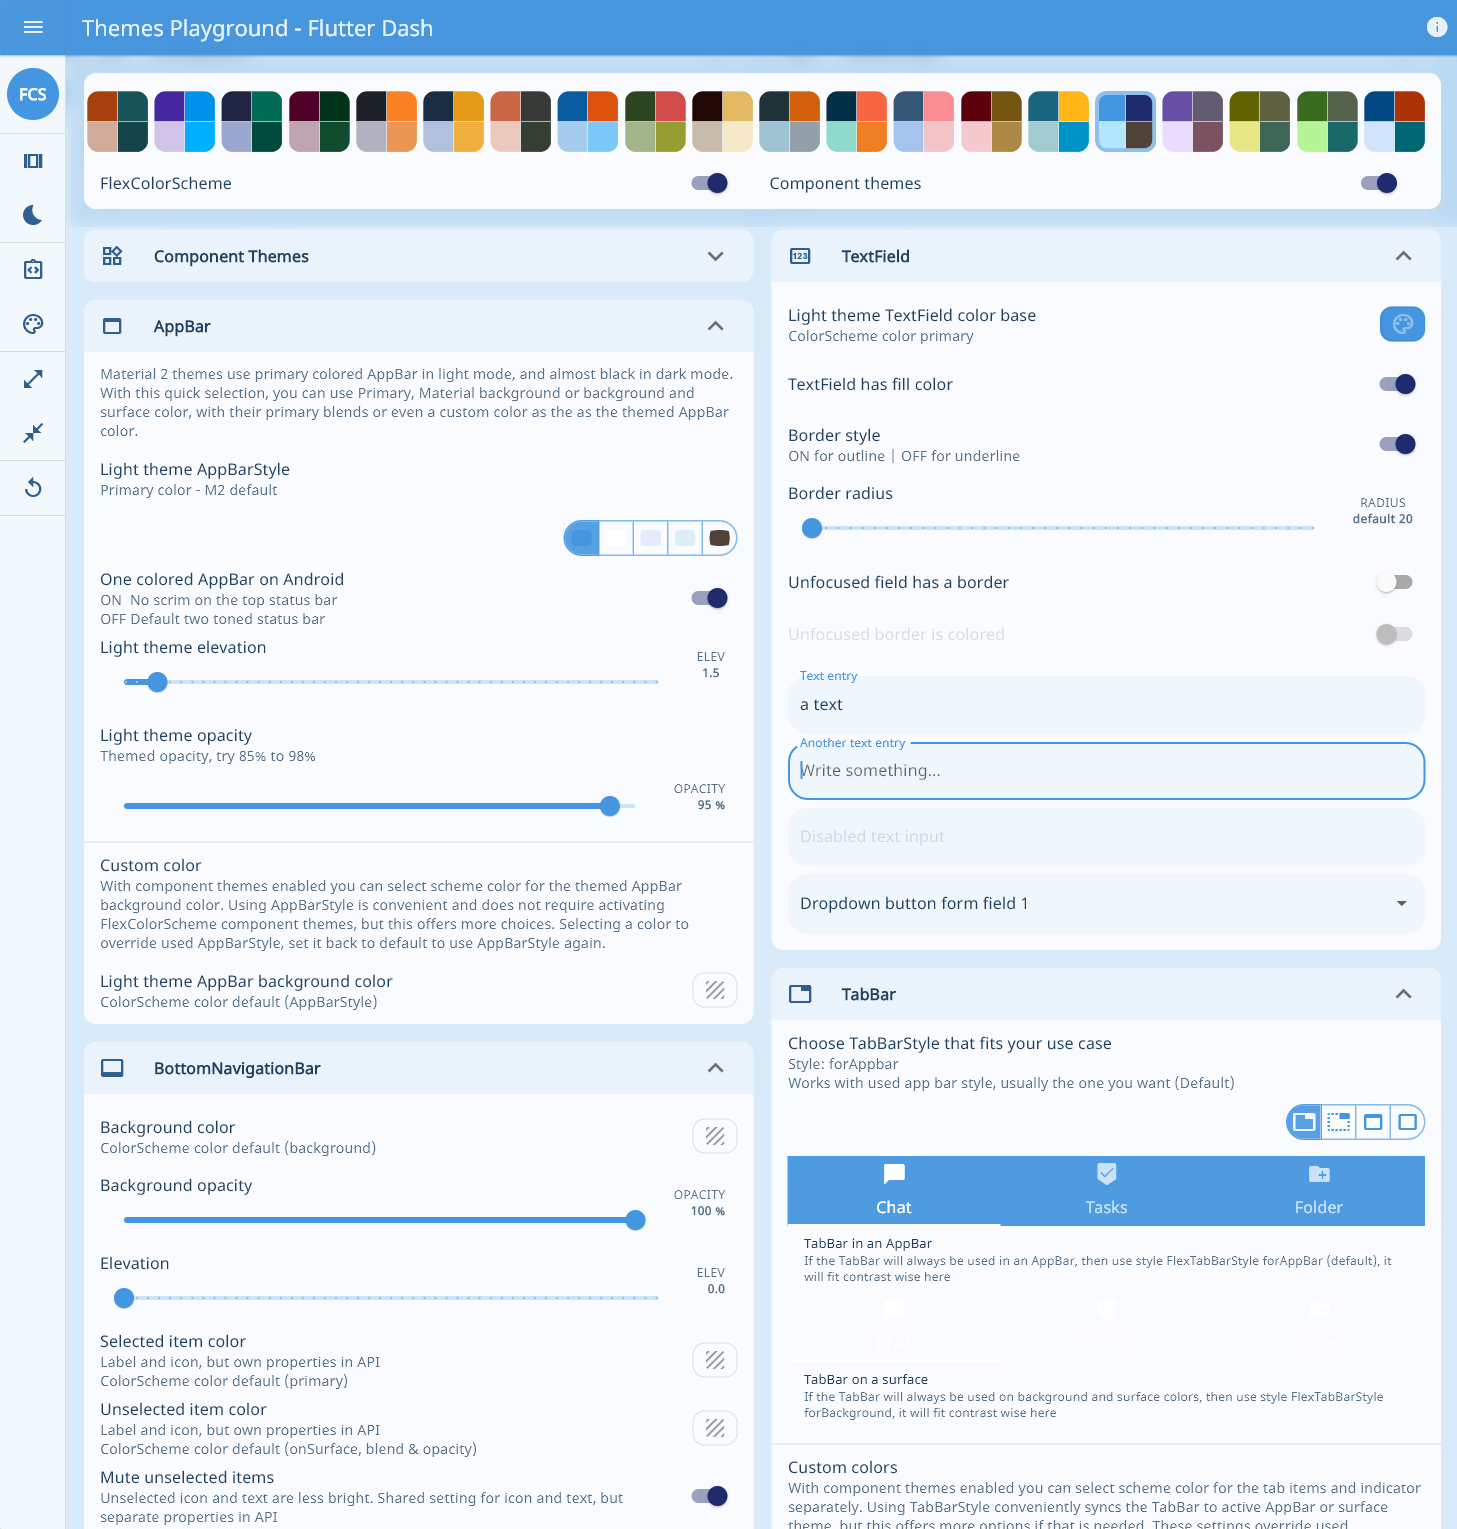 Themes Playground - Flutter Dash
FCS
FlexColorScheme
Component themes
Component Themes
AppBar
Material 2 themes use primary colored AppBar in light mode, and almost black in dark mode.
With this quick selection, you can use Primary, Material background or background and
surface color, with their primary blends or even a custom color as the as the themed AppBar
color.
Light theme AppBarStyle
Primary color - M2 default
One colored AppBar on Android
ON  No scrim on the top status bar
OFF Default two toned status bar
Light theme elevation
ELEV
1.5
Light theme opacity
Themed opacity, try 85% to 98%
OPACITY
95 %
Custom color
With component themes enabled you can select scheme color for the themed AppBar
background color. Using AppBarStyle is convenient and does not require activating
FlexColorScheme component themes, but this offers more choices. Selecting a color to
override used AppBarStyle, set it back to default to use AppBarStyle again.
Light theme AppBar background color
ColorScheme color default (AppBarStyle)
BottomNavigationBar
Background color
ColorScheme color default (background)
Background opacity
OPACITY
100 %
Elevation
ELEV
0.0
Selected item color
Label and icon, but own properties in API
ColorScheme color default (primary)
Unselected item color
Label and icon, but own properties in API
ColorScheme color default (onSurface, blend & opacity)
Mute unselected items
Unselected icon and text are less bright. Shared setting for icon and text, but
separate properties in API
123
TextField
Light theme TextField color base
ColorScheme color primary
TextField has fill color
Border style
ON for outline | OFF for underline
Border radius
RADIUS
default 20
Unfocused field has a border
Unfocused border is colored
Text entry
a text
Another text entry
Write something...
Disabled text input
Dropdown button form field 1
TabBar
Choose TabBarStyle that fits your use case
Style: forAppbar
Works with used app bar style, usually the one you want (Default)
Chat
Tasks
Folder
TabBar in an AppBar
If the TabBar will always be used in an AppBar, then use style FlexTabBarStyle forAppBar (default), it
will fit contrast wise here
Chat
Tasks
Folder
TabBar on a surface
If the TabBar will always be used on background and surface colors, then use style FlexTabBarStyle
forBackground, it will fit contrast wise here
Custom colors
With component themes enabled you can select scheme color for the tab items and indicator
separately. Using TabBarStyle conveniently syncs the TabBar to active AppBar or surface
theme, but this offers more options if that is needed. These settings override used